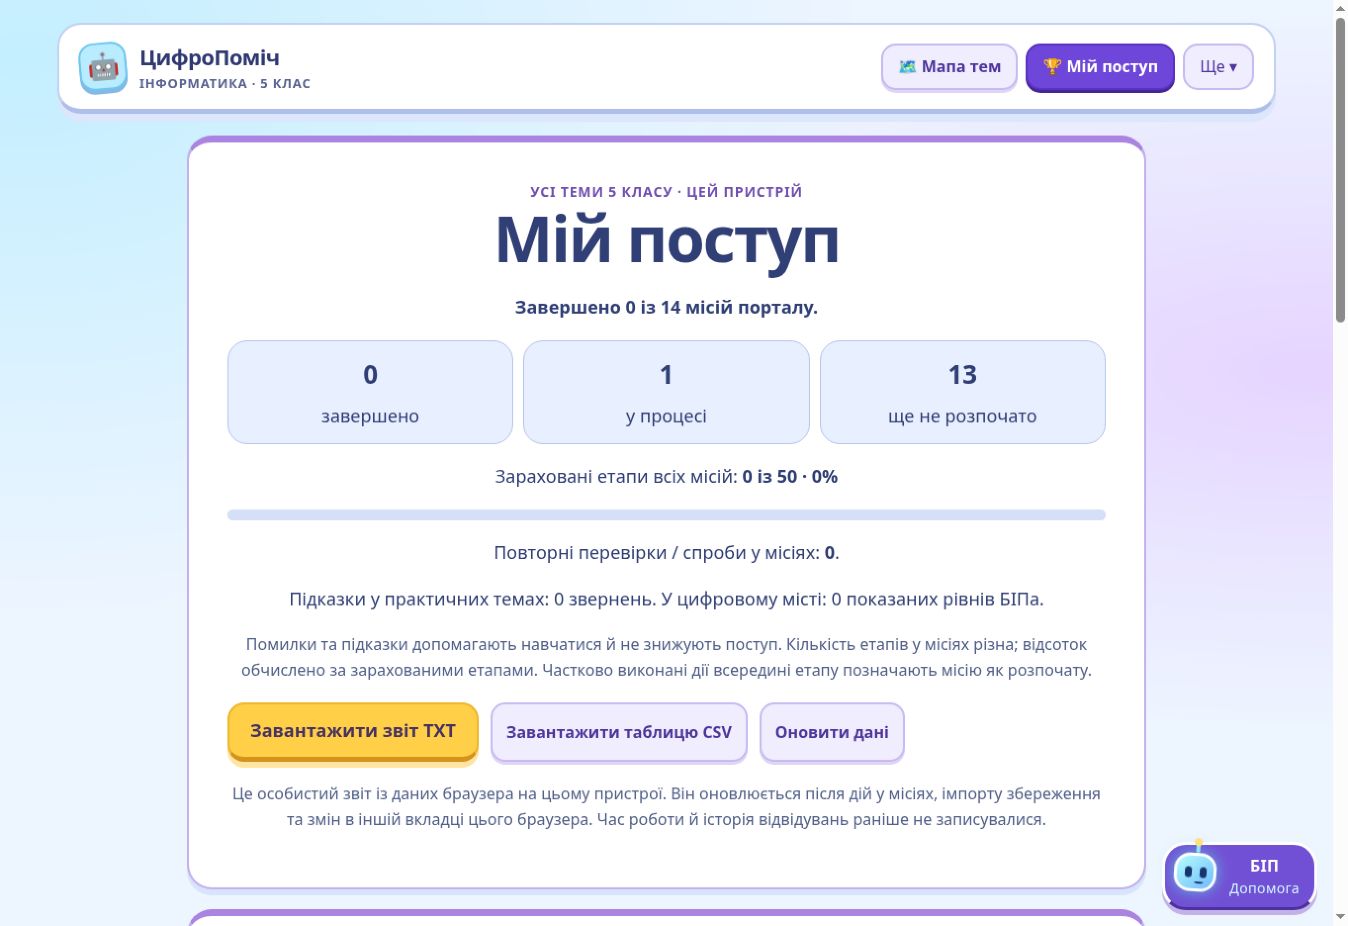 ЦифроПоміч
ІНФОРМАТИКА · 5 КЛАС
🗺️ Мапа тем
🏆 Мій поступ
Ще ▾
УСІ ТЕМИ 5 КЛАСУ · ЦЕЙ ПРИСТРІЙ
Мій поступ
Завершено 0 із 14 місій порталу.
0
завершено
1
у процесі
13
ще не розпочато
Зараховані етапи всіх місій: 0 із 50 · 0%
Повторні перевірки / спроби у місіях: 0.
Підказки у практичних темах: 0 звернень. У цифровому місті: 0 показаних рівнів БІПа.
Помилки та підказки допомагають навчатися й не знижують поступ. Кількість етапів у місіях різна; відсоток
обчислено за зарахованими етапами. Частково виконані дії всередині етапу позначають місію як розпочату.
Завантажити звіт TXT
Завантажити таблицю CSV
Оновити дані
Це особистий звіт із даних браузера на цьому пристрої. Він оновлюється після дій у місіях, імпорту збереження
та змін в іншій вкладці цього браузера. Час роботи й історія відвідувань раніше не записувалися.
БІП
Допомога